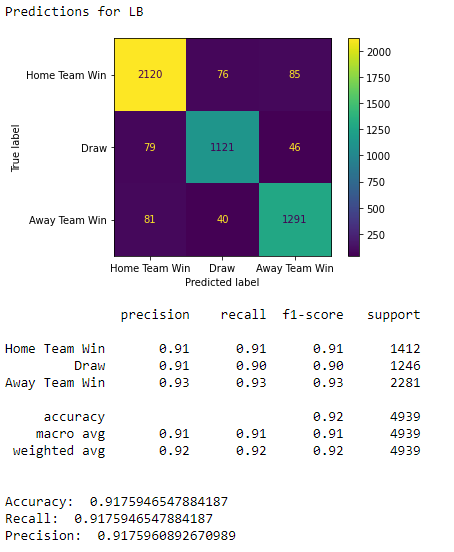 Predictions for LB
2000
Home Team Win 2120 76 85
1750
1500
True label
Draw 79 1121 46
1250
1000
750
500
Away Team Win 81 40 1291
250
Home Team Win Draw Away Team Win
Predicted label
precision recall f1-score support
Home Team Win 0.91 0.91 0.91 1412
Draw 0.91 0.90 0.90 1246
Away Team Win 0.93 0.93 0.93 2281
accuracy 0.92 4939
macro avg 0.91 0.91 0.91 4939
weighted avg 0.92 0.92 0.92 4939
Accuracy: 0.9175946547884187
Recall: 0.9175946547884187
Precision: 0.9175960892670989